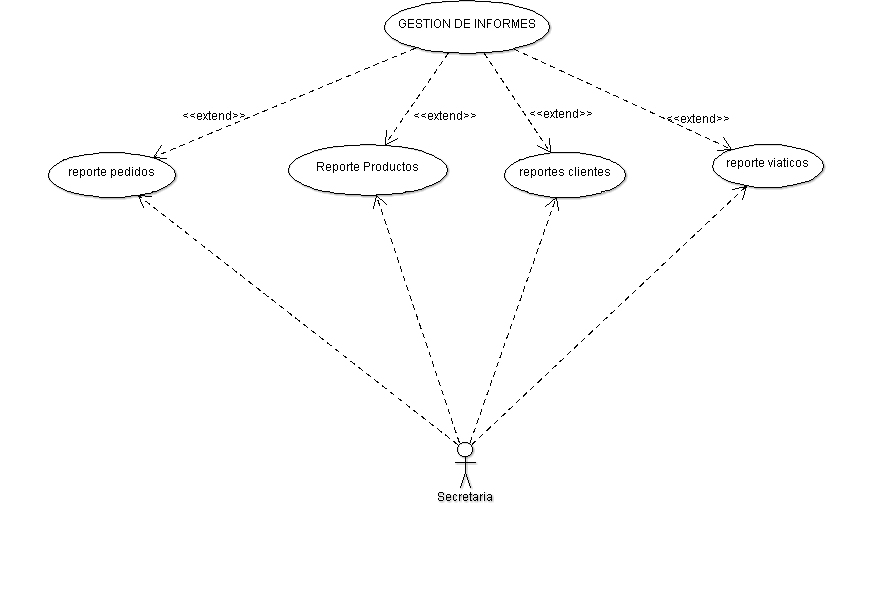 GESTION DE INFORMES
<<extend>>
<<extend>>
<<extend>>
<<extend>>
reporte pedidos
Reporte Productos
reportes clientes
reporte viaticos
Secretaria